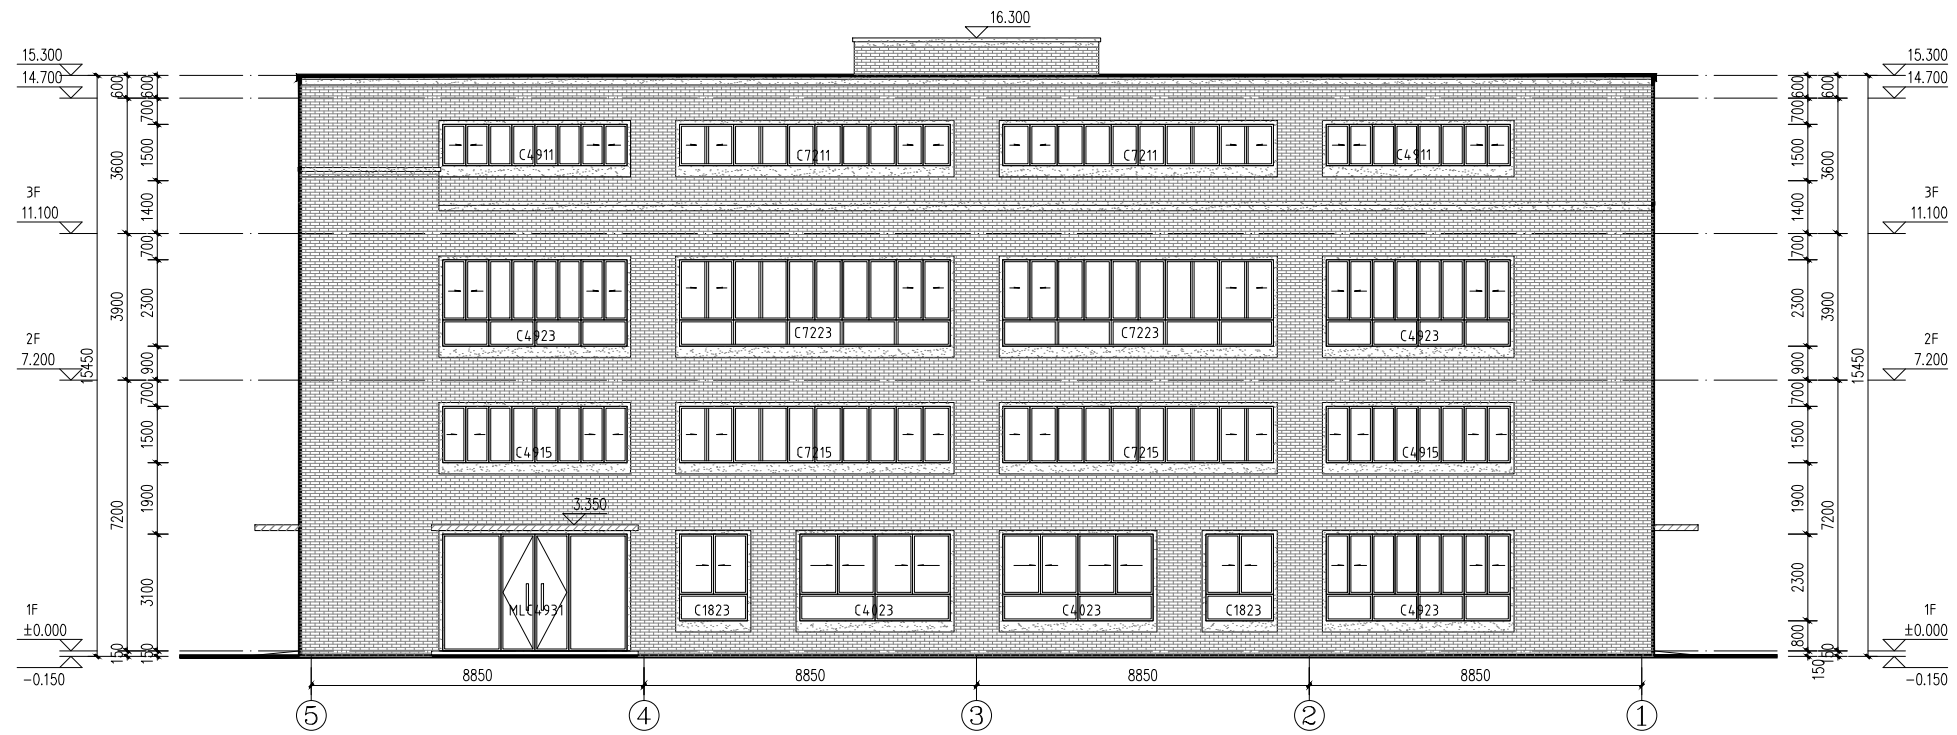 16.300
15.300
14.700
600
600
700
1500
3600
1400
3F
11.100
700
2300
3900
900
2F
7.200
15450
700
1500
1900
7200
3100
1F
±0.000
150
150
-0.150
C4911
C7211
C7211
C4911
C4923
C7223
C7223
C4923
C4915
C7215
C7215
C4915
3.350
MLC4931
C1823
C4023
C4023
C1823
C4923
15.300
14.700
600
600
700
1500
3600
1400
3F
11.100
700
2300
3900
900
2F
7.200
15450
700
1500
1900
7200
2300
800
1F
±0.000
150
150
-0.150
8850
8850
8850
8850
5
4
3
2
1